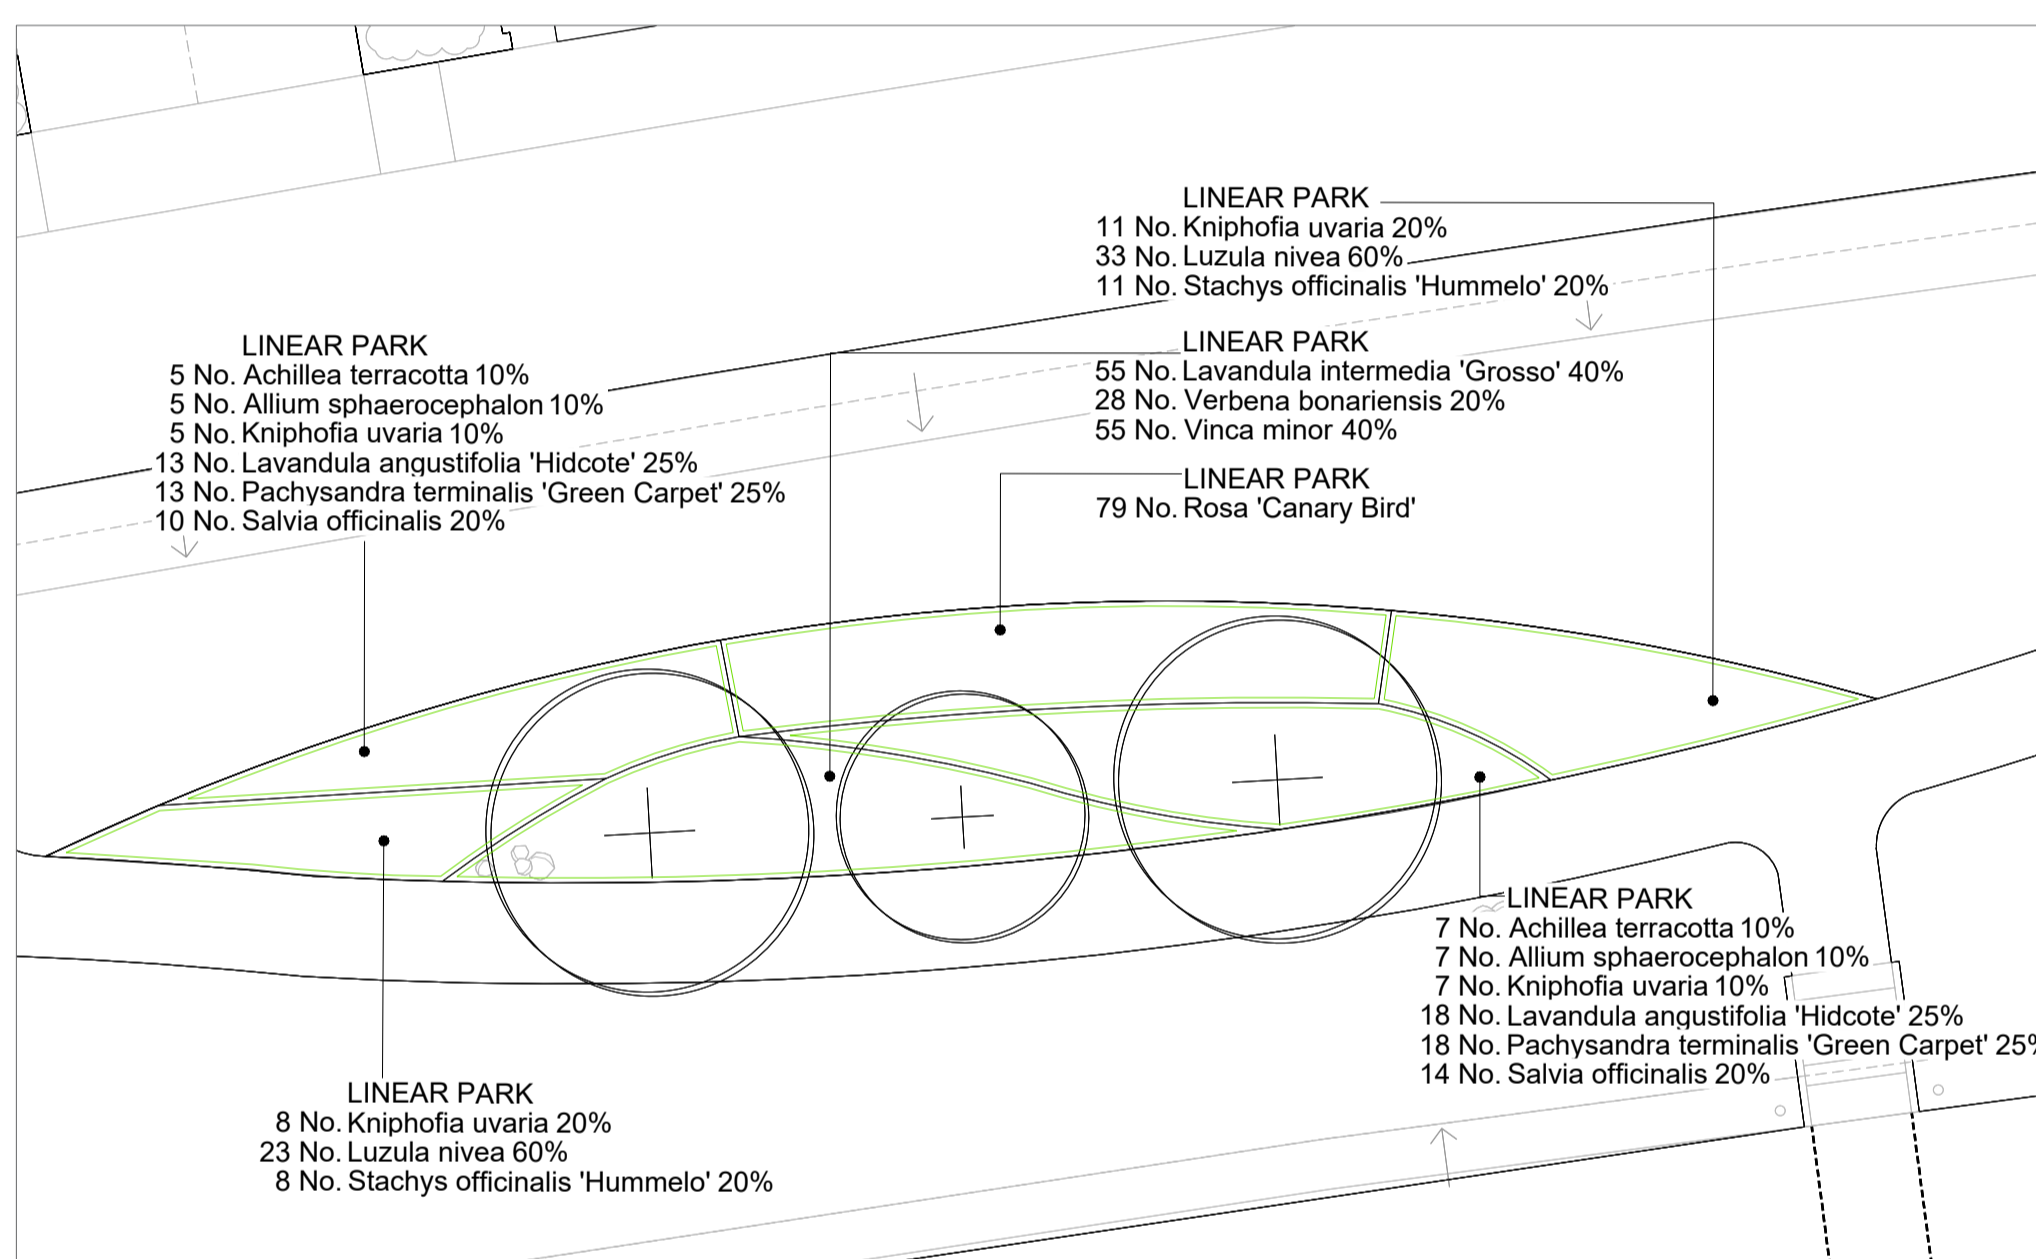 LINEAR PARK
11 No. Kniphofia uvaria 20%
33 No. Luzula nivea 60%
11 No. Stachys officinalis 'Hummelo' 20%
LINEAR PARK
5 No. Achillea terracotta 10%
5 No. Allium sphaerocephalon 10%
5 No. Kniphofia uvaria 10%
13 No. Lavandula angustifolia 'Hidcote' 25%
13 No. Pachysandra terminalis 'Green Carpet' 25%
10 No. Salvia officinalis 20%
LINEAR PARK
55 No. Lavandula intermedia 'Grosso' 40%
28 No. Verbena bonariensis 20%
55 No. Vinca minor 40%
LINEAR PARK
79 No. Rosa 'Canary Bird'
LINEAR PARK
7 No. Achillea terracotta 10%
7 No. Allium sphaerocephalon 10%
7 No. Kniphofia uvaria 10%
18 No. Lavandula angustifolia 'Hidcote' 25%
18 No. Pachysandra terminalis 'Green Carpet' 25%
14 No. Salvia officinalis 20%
LINEAR PARK
8 No. Kniphofia uvaria 20%
23 No. Luzula nivea 60%
8 No. Stachys officinalis 'Hummelo' 20%